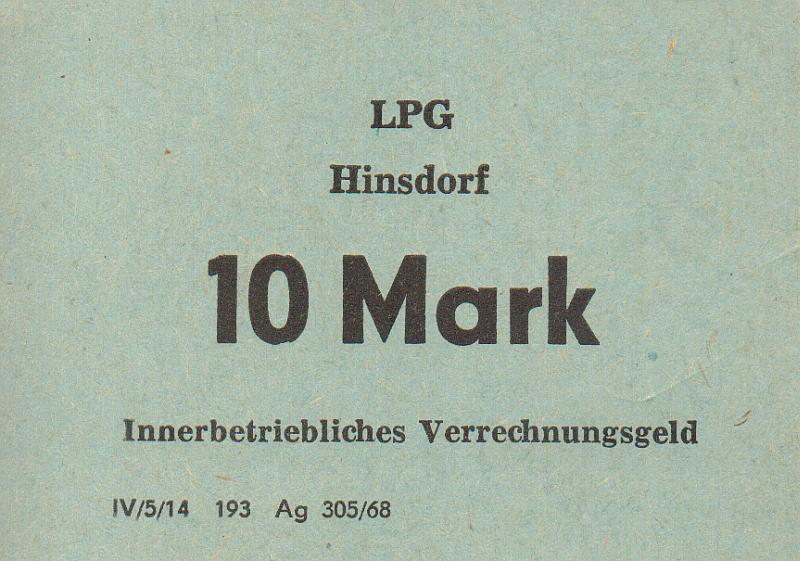 LPG
Hinsdorf
10 Mark
Innerbetriebliches Verrechnungsgeld
IV/5/14 193 Ag 305/68